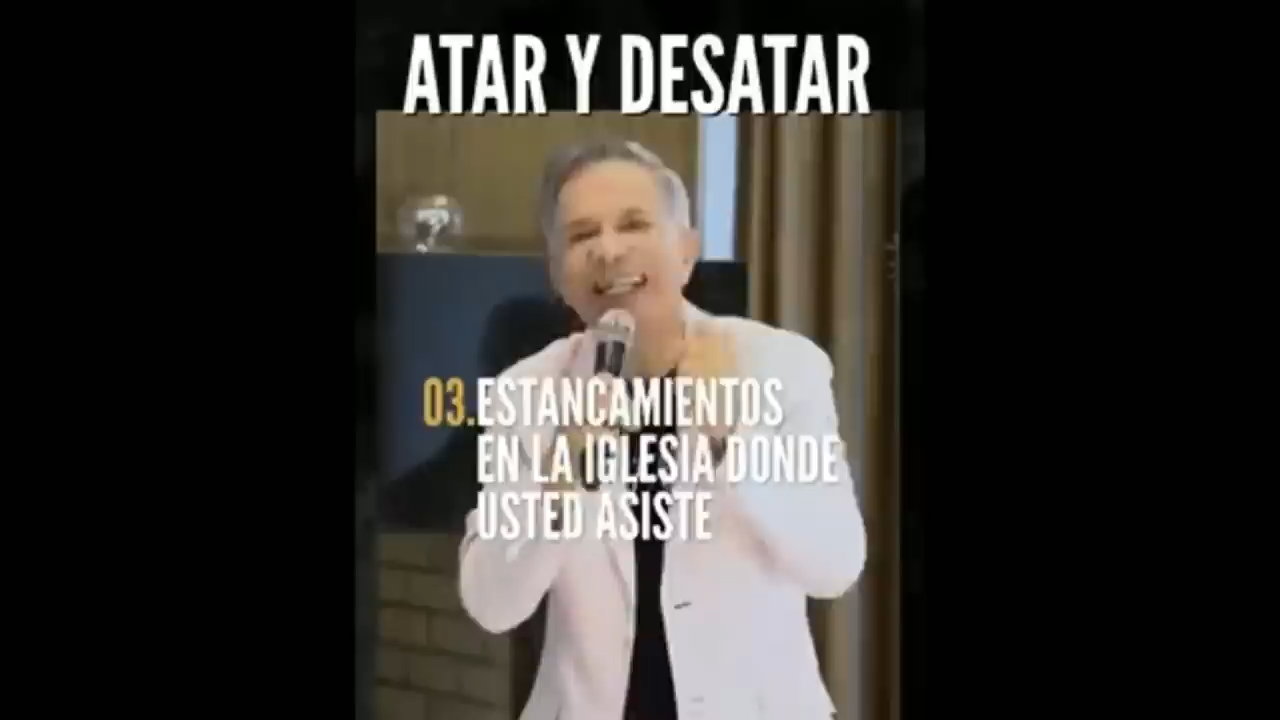 ATAR Y DESATAR
03.ESTANCAMIENTOS
EN LA IGLESIA DONDE
USTED ASISTE